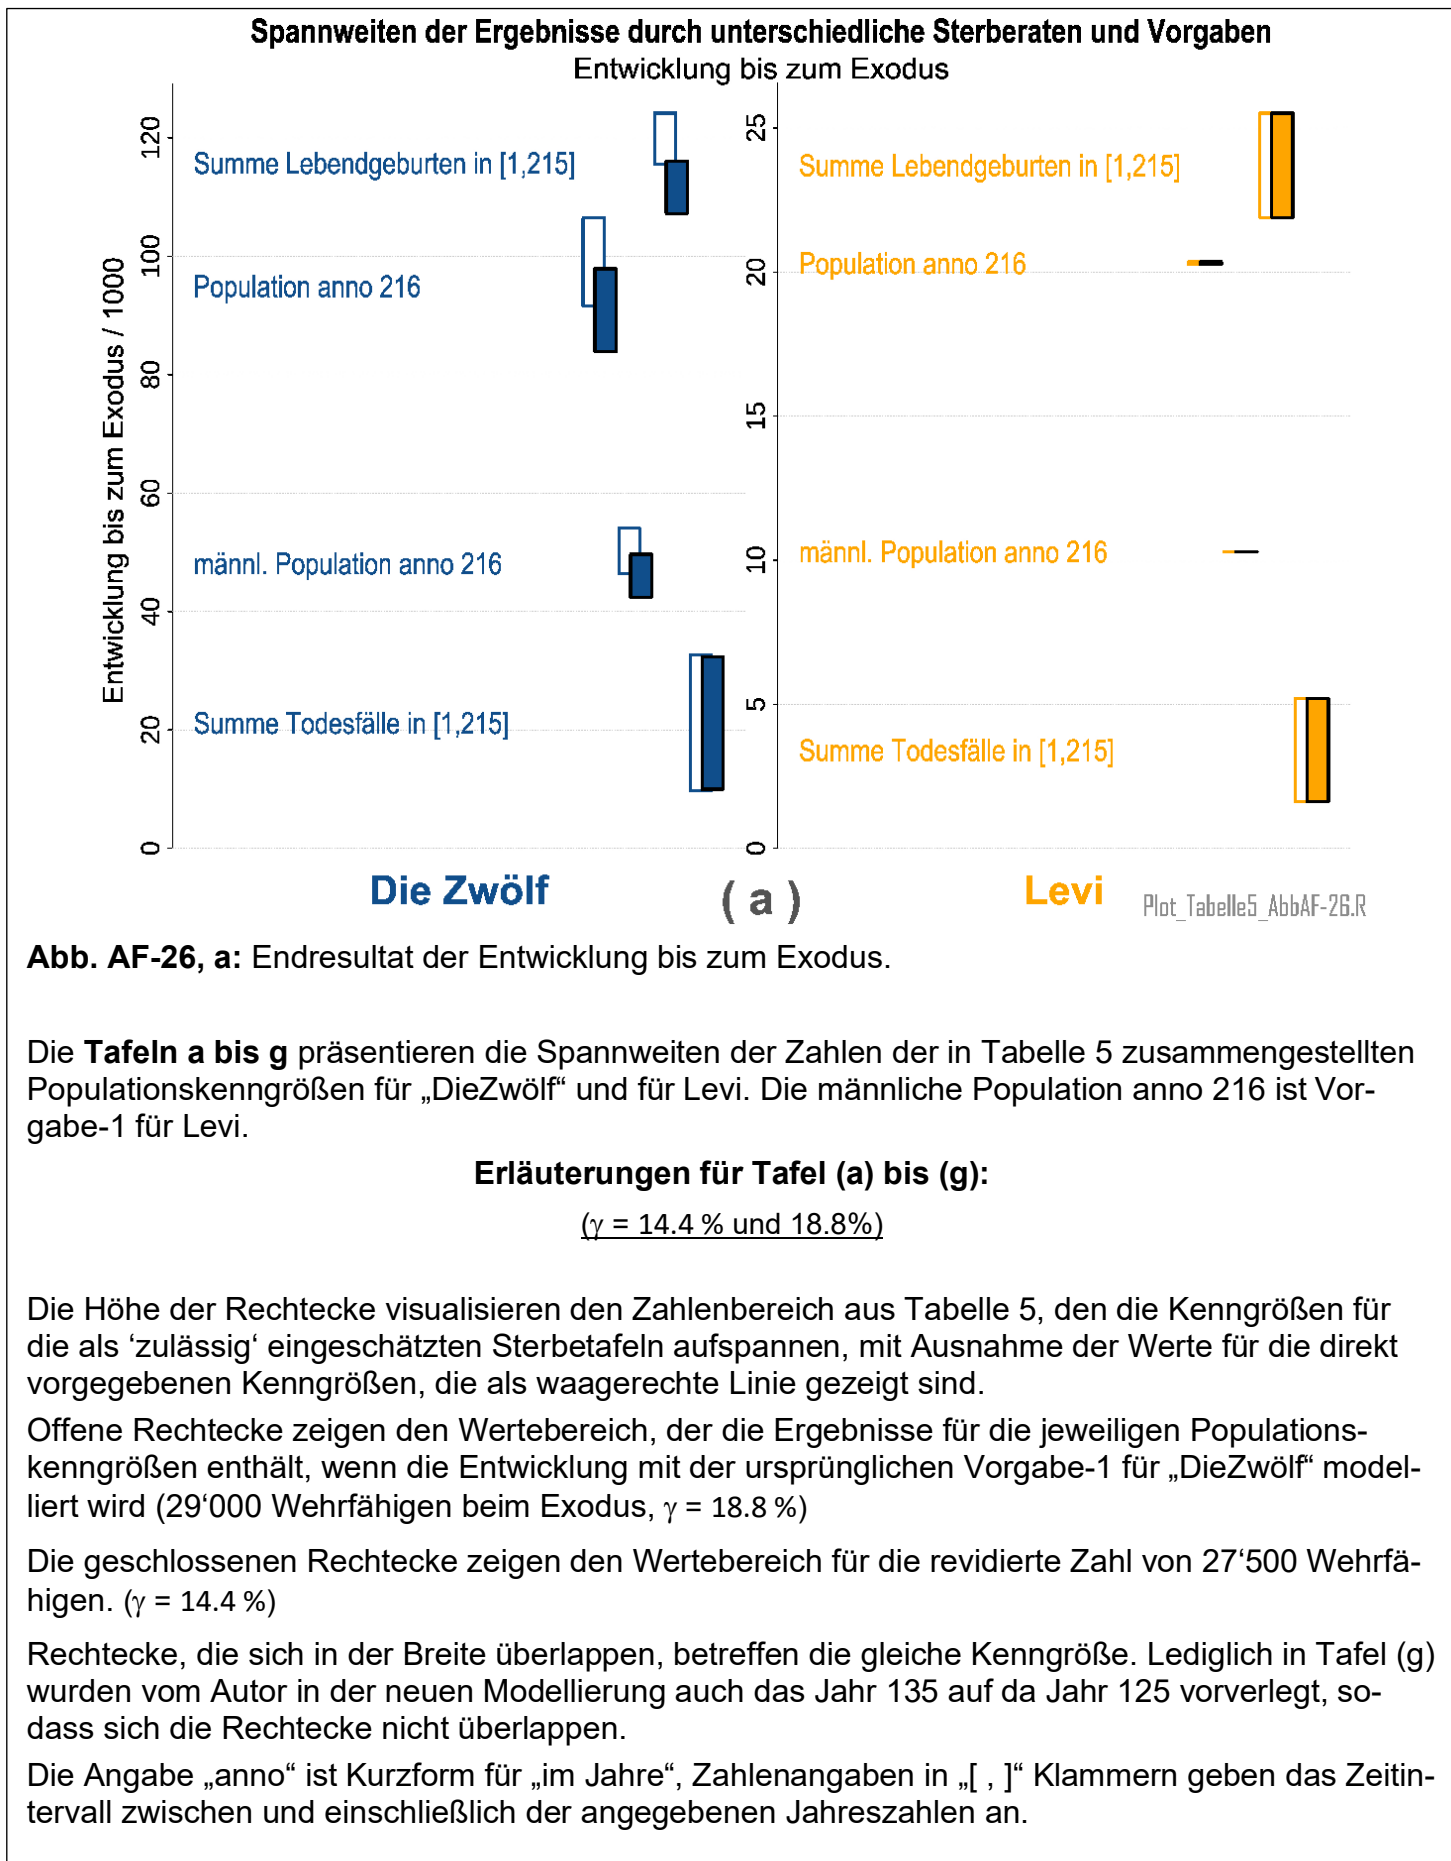 Spannweiten der Ergebnisse durch unterschiedliche Sterberaten und Vorgaben
Entwicklung bis zum Exodus
Entwicklung bis zum Exodus / 1000
120
100
80
60
40
20
0
Summe Lebendgeburten in [1,215]
Population anno 216
männl. Population anno 216
Summe Todesfälle in [1,215]
Die Zwölf
( a )
25
20
15
10
5
0
Summe Lebendgeburten in [1,215]
Population anno 216
männl. Population anno 216
Summe Todesfälle in [1,215]
Levi
Plot_Tabelle5_AbbAF-26.R
Abb. AF-26, a: Endresultat der Entwicklung bis zum Exodus.
Die Tafeln a bis g präsentieren die Spannweiten der Zahlen der in Tabelle 5 zusammengestellten
Populationskenngrößen für „DieZwölf“ und für Levi. Die männliche Population anno 216 ist Vor-
gabe-1 für Levi.
Erläuterungen für Tafel (a) bis (g):
(γ = 14.4 % und 18.8%)
Die Höhe der Rechtecke visualisieren den Zahlenbereich aus Tabelle 5, den die Kenngrößen für
die als ‘zulässig‘ eingeschätzten Sterbetafeln aufspannen, mit Ausnahme der Werte für die direkt
vorgegebenen Kenngrößen, die als waagerechte Linie gezeigt sind.
Offene Rechtecke zeigen den Wertebereich, der die Ergebnisse für die jeweiligen Populations-
kenngrößen enthält, wenn die Entwicklung mit der ursprünglichen Vorgabe-1 für „DieZwölf“ model-
liert wird (29‘000 Wehrfähigen beim Exodus, γ = 18.8 %)
Die geschlossenen Rechtecke zeigen den Wertebereich für die revidierte Zahl von 27‘500 Wehrfä-
higen. (γ = 14.4 %)
Rechtecke, die sich in der Breite überlappen, betreffen die gleiche Kenngröße. Lediglich in Tafel (g)
wurden vom Autor in der neuen Modellierung auch das Jahr 135 auf da Jahr 125 vorverlegt, so-
dass sich die Rechtecke nicht überlappen.
Die Angabe „anno“ ist Kurzform für „im Jahre“, Zahlenangaben in „[ , ]“ Klammern geben das Zeitin-
tervall zwischen und einschließlich der angegebenen Jahreszahlen an.